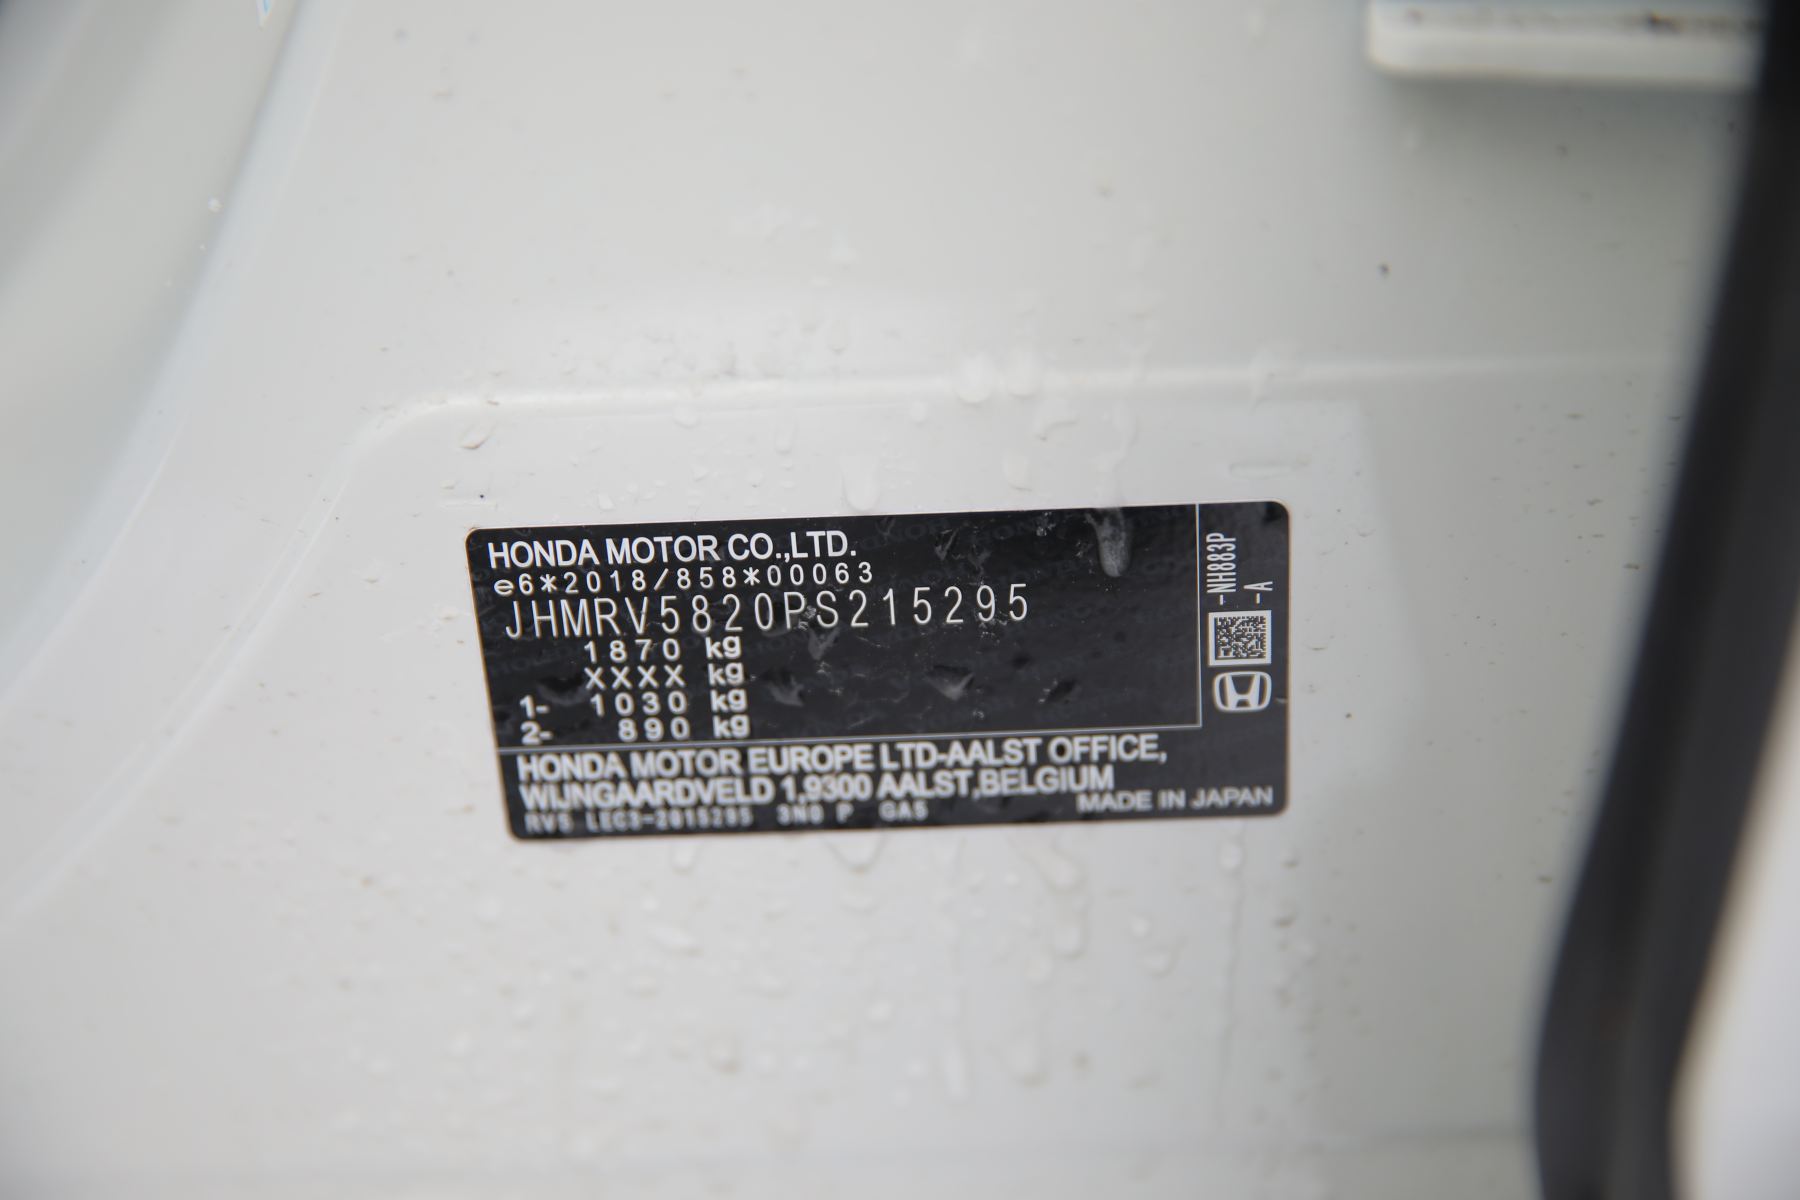 HONDA MOTOR CO.,LTD.
e6*2018/858*00063
JHMRV5820PS215295
1870 kg
XXXX kg
1- 1030 kg
2- 890 kg
HONDA MOTOR EUROPE LTD-AALST OFFICE,
WIJNGAARDVELD 1,9300 AALST,BELGIUM
MADE IN JAPAN
RV5 LEC3-2015295 3N0 P GAS
-NH883P
-A